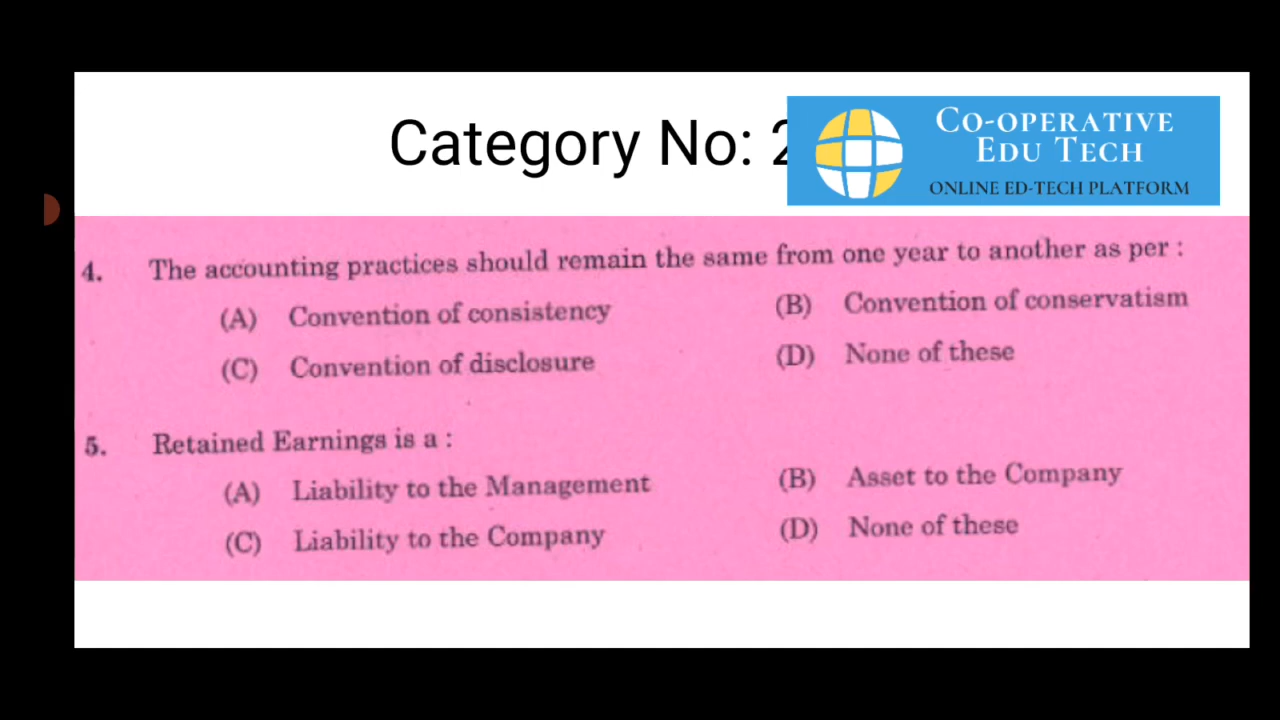 Category No: 2
CO-OPERATIVE
EDU TECH
ONLINE ED-TECH PLATFORM
4. The accounting practices should remain the same from one year to another as per :
(A) Convention of consistency (B) Convention of conservatism
(C) Convention of disclosure (D) None of these
5. Retained Earnings is a :
(A) Liability to the Management (B) Asset to the Company
(C) Liability to the Company (D) None of these